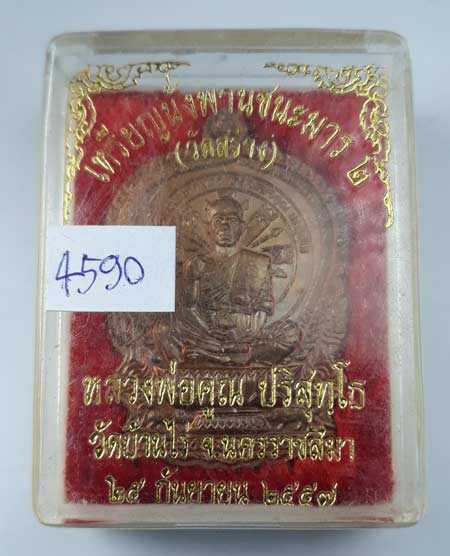 เหรียญนั่งพานชนะมาร ๒
(วัดสร้าง)
4590
หลวงพ่อคูณ ปริสุทฺโธ
วัดบ้านไร่ จ.นครราชสีมา
๒๕ กันยายน ๒๕๕๗